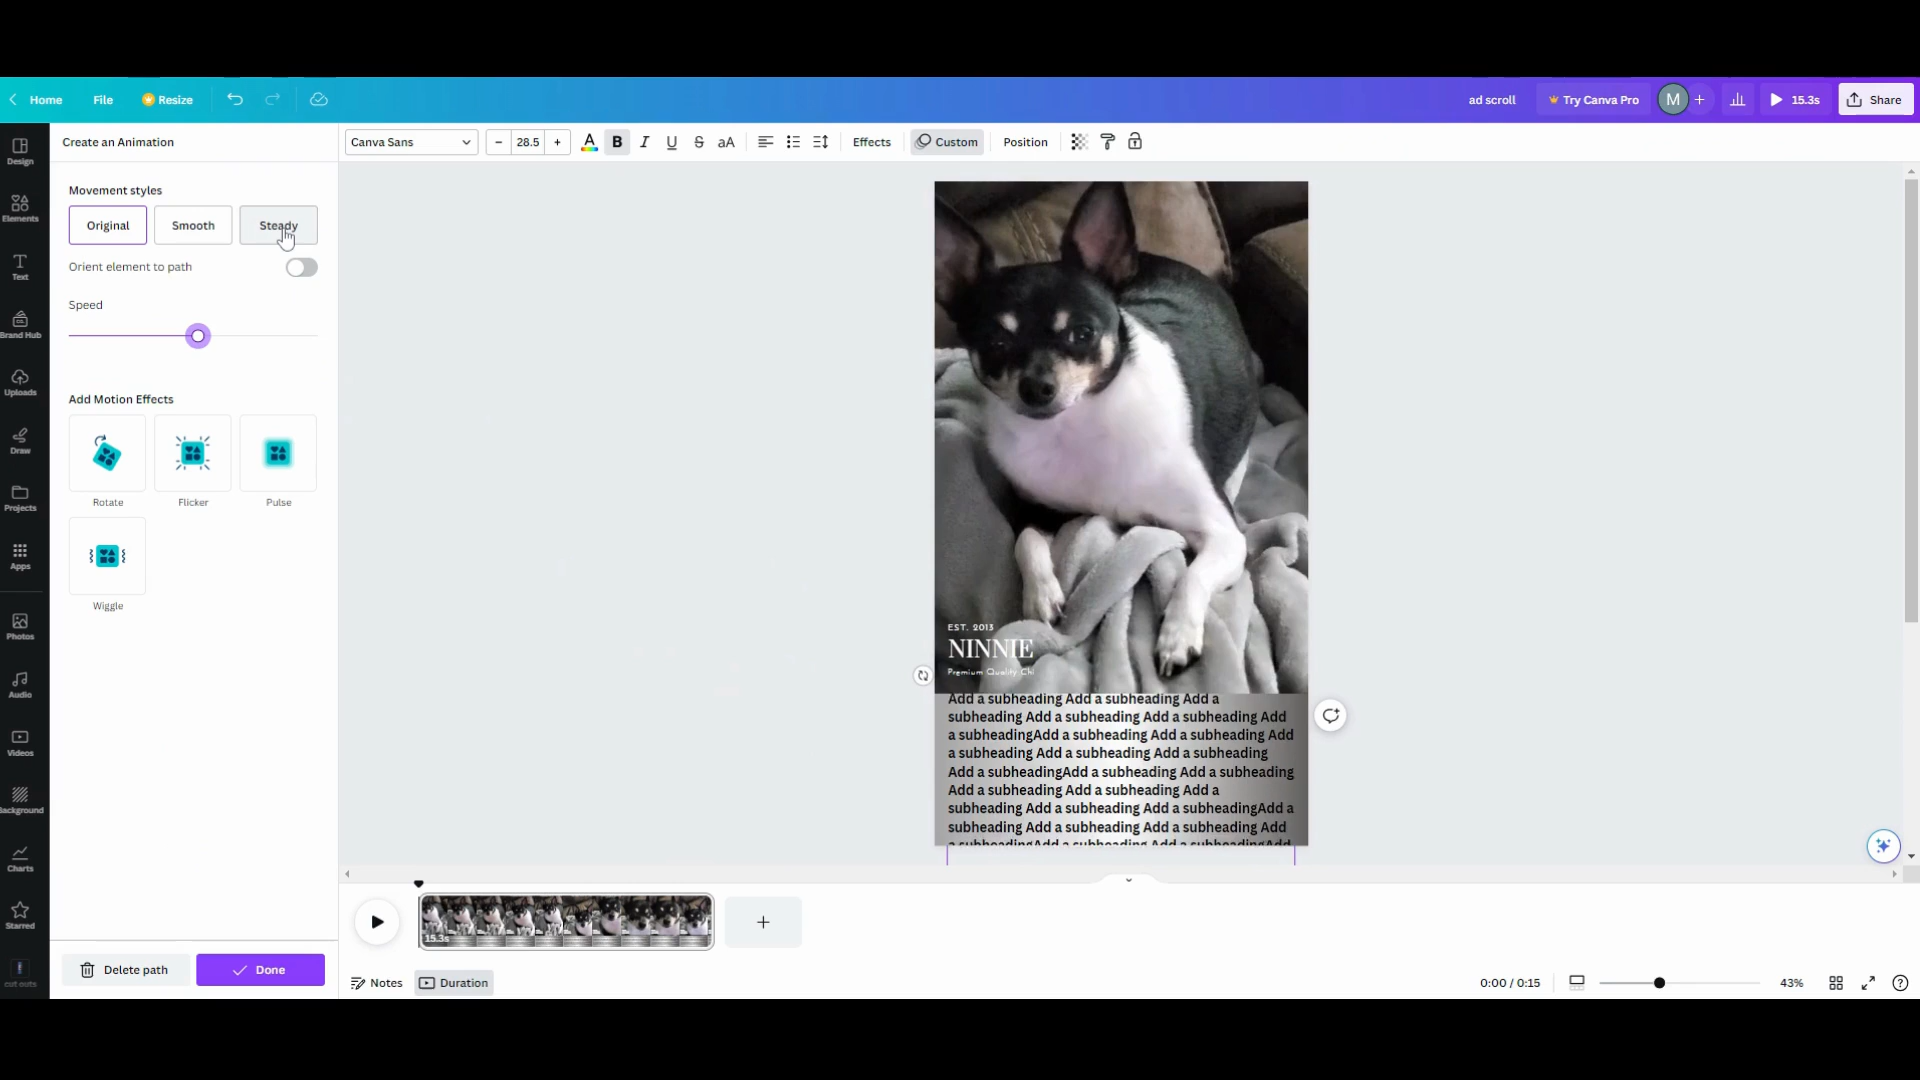 Home File Resize ad scroll Try Canva Pro M + 15.3s Share
Create an Animation Canva Sans - 28.5 + A B I U S aA Effects Custom Position
Design
Elements
Text
Brand Hub
Uploads
Draw
Projects
Apps
Photos
Audio
Videos
Background
Charts
Starred
Movement styles
Original Smooth Steady
Orient element to path
Speed
Add Motion Effects
Rotate Flicker Pulse
Wiggle
Delete path Done
EST. 2013
NINNIE
Premium Quality Chi
Add a subheading Add a subheading Add a
subheading Add a subheading Add a subheading Add
a subheadingAdd a subheading Add a subheading Add
a subheading Add a subheading Add a subheading
Add a subheadingAdd a subheading Add a subheading
Add a subheading Add a subheading Add a
subheading Add a subheading Add a subheadingAdd a
subheading Add a subheading Add a subheading Add
a subheadingAdd a subheading Add a subheadingAdd
15.3s
+
Notes Duration 0:00 / 0:15 43% ?